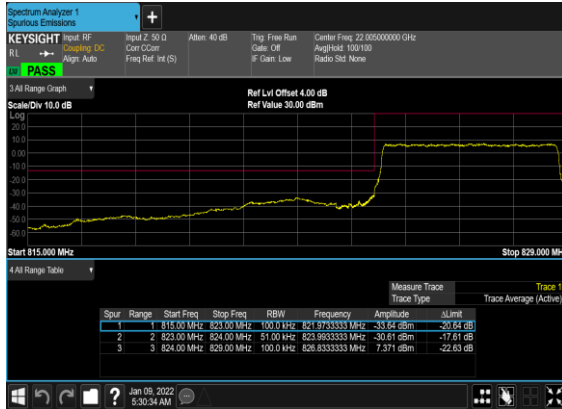 Spectrum Analyzer 1
Spurious Emissions
+
KEYSIGHT Input: RF Input Z: 50 Ω Atten: 40 dB Trig: Free Run Center Freq: 22.005000000 GHz
RL Coupling: DC Corr CCorr Gate: Off Avg|Hold: 100/100
Align: Auto Freq Ref: Int (S) IF Gain: Low Radio Std: None
PASS
3 All Range Graph
Ref Lvl Offset 4.00 dB
Scale/Div 10.0 dB Ref Value 30.00 dBm
Log
20.0
10.0
0.00
-10.0
-20.0
-30.0
-40.0
-50.0
-60.0
Start 815.000 MHz Stop 829.000 MHz
4 All Range Table
Measure Trace Trace 1
Trace Type Trace Average (Active)
Spur Range Start Freq Stop Freq RBW Frequency Amplitude ΔLimit
1 1 815.00 MHz 823.00 MHz 100.0 kHz 821.9733333 MHz -33.64 dBm -20.64 dB
2 2 823.00 MHz 824.00 MHz 51.00 kHz 823.9933333 MHz -30.61 dBm -17.61 dB
3 3 824.00 MHz 829.00 MHz 100.0 kHz 826.8333333 MHz 7.371 dBm -22.63 dB
?
Jan 09, 2022
5:30:34 AM